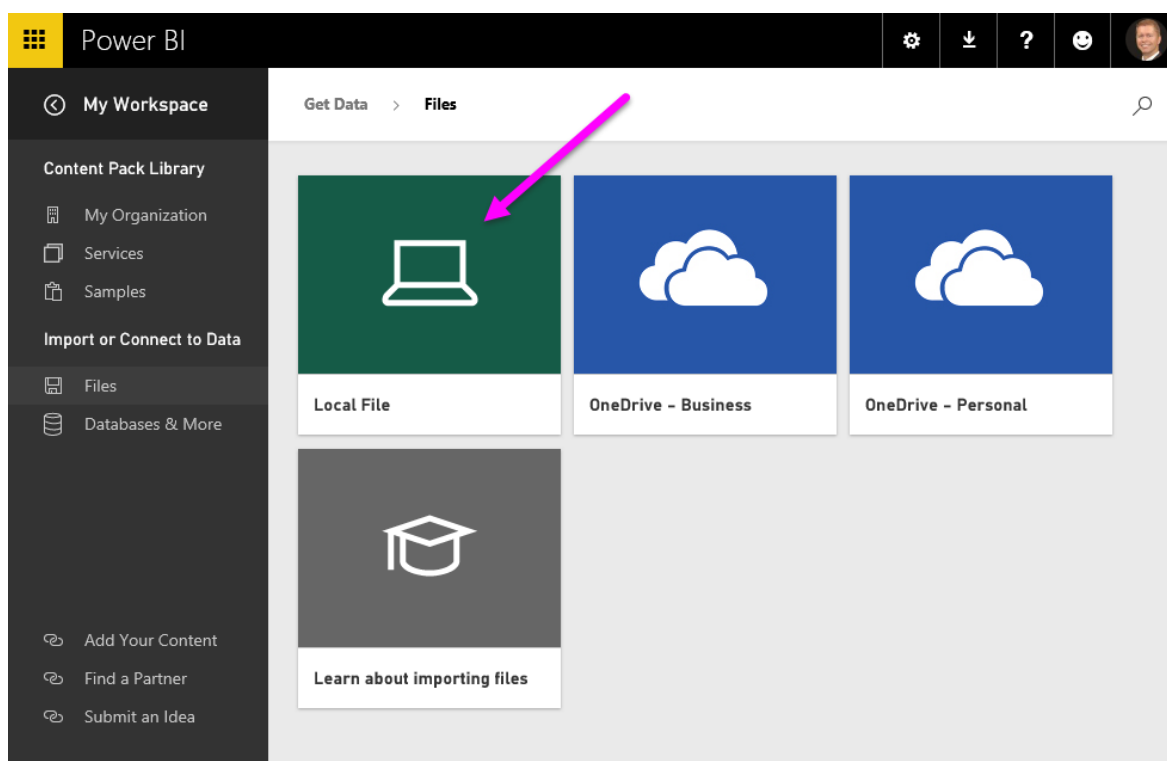 Power BI
?
My Workspace
Get Data > Files
Content Pack Library
My Organization
Services
Samples
Import or Connect to Data
Files
Databases & More
Local File
OneDrive – Business
OneDrive – Personal
Learn about importing files
Add Your Content
Find a Partner
Submit an Idea